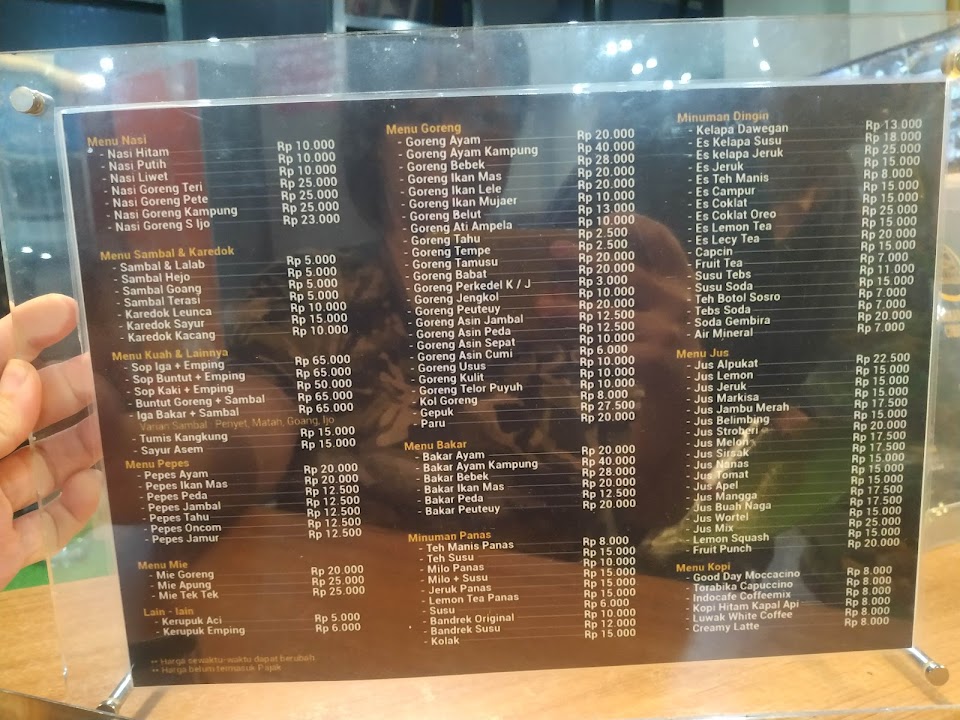 Menu Nasi
- Nasi Hitam Rp 10.000
- Nasi Putih Rp 10.000
- Nasi Liwet Rp 10.000
- Nasi Goreng Teri Rp 25.000
- Nasi Goreng Pete Rp 25.000
- Nasi Goreng Kampung Rp 25.000
- Nasi Goreng S Ijo Rp 23.000
Menu Sambal & Karedok
- Sambal & Lalab Rp 5.000
- Sambal Hejo Rp 5.000
- Sambal Goang Rp 5.000
- Sambal Terasi Rp 5.000
- Karedok Leunca Rp 10.000
- Karedok Sayur Rp 15.000
- Karedok Kacang Rp 10.000
Menu Kuah & Lainnya
- Sop Iga + Emping Rp 65.000
- Sop Buntut + Emping Rp 65.000
- Sop Kaki + Emping Rp 50.000
- Buntut Goreng + Sambal Rp 65.000
- Iga Bakar + Sambal Rp 65.000
Varian Sambal : Penyet, Matah, Goang, Ijo
- Tumis Kangkung Rp 15.000
- Sayur Asem Rp 15.000
Menu Pepes
- Pepes Ayam Rp 20.000
- Pepes Ikan Mas Rp 20.000
- Pepes Peda Rp 12.500
- Pepes Jambal Rp 12.500
- Pepes Tahu Rp 12.500
- Pepes Oncom Rp 12.500
- Pepes Jamur Rp 12.500
Menu Mie
- Mie Goreng Rp 20.000
- Mie Apung Rp 25.000
- Mie Tek Tek Rp 25.000
Lain - lain
- Kerupuk Aci Rp 5.000
- Kerupuk Emping Rp 6.000
** Harga sewaktu-waktu dapat berubah.
** Harga belum termasuk Pajak
Menu Goreng
- Goreng Ayam Rp 20.000
- Goreng Ayam Kampung Rp 40.000
- Goreng Bebek Rp 28.000
- Goreng Ikan Mas Rp 20.000
- Goreng Ikan Lele Rp 20.000
- Goreng Ikan Mujaer Rp 10.000
- Goreng Belut Rp 13.000
- Goreng Ati Ampela Rp 10.000
- Goreng Tahu Rp 2.500
- Goreng Tempe Rp 2.500
- Goreng Tamusu Rp 20.000
- Goreng Babat Rp 20.000
- Goreng Perkedel K / J Rp 3.000
- Goreng Jengkol Rp 10.000
- Goreng Peuteuy Rp 20.000
- Goreng Asin Jambal Rp 12.500
- Goreng Asin Peda Rp 12.500
- Goreng Asin Sepat Rp 10.000
- Goreng Asin Cumi Rp 6.000
- Goreng Usus Rp 10.000
- Goreng Kulit Rp 10.000
- Goreng Telor Puyuh Rp 10.000
- Kol Goreng Rp 8.000
- Gepuk Rp 27.500
- Paru Rp 20.000
Menu Bakar
- Bakar Ayam Rp 20.000
- Bakar Ayam Kampung Rp 40.000
- Bakar Bebek Rp 28.000
- Bakar Ikan Mas Rp 20.000
- Bakar Peda Rp 12.500
- Bakar Peuteuy Rp 20.000
Minuman Panas
- Teh Manis Panas Rp 8.000
- Teh Susu Rp 15.000
- Milo Panas Rp 10.000
- Milo + Susu Rp 15.000
- Jeruk Panas Rp 15.000
- Lemon Tea Panas Rp 15.000
- Susu Rp 6.000
- Bandrek Original Rp 10.000
- Bandrek Susu Rp 12.000
- Kolak Rp 15.000
Minuman Dingin
- Kelapa Dawegan Rp 13.000
- Es Kelapa Susu Rp 18.000
- Es kelapa Jeruk Rp 25.000
- Es Jeruk Rp 15.000
- Es Teh Manis Rp 8.000
- Es Campur Rp 15.000
- Es Coklat Rp 15.000
- Es Coklat Oreo Rp 25.000
- Es Lemon Tea Rp 15.000
- Es Lecy Tea Rp 20.000
- Capcin Rp 15.000
- Fruit Tea Rp 7.000
- Susu Tebs Rp 11.000
- Susu Soda Rp 15.000
- Teh Botol Sosro Rp 7.000
- Tebs Soda Rp 7.000
- Soda Gembira Rp 20.000
- Air Mineral Rp 7.000
Menu Jus
- Jus Alpukat Rp 22.500
- Jus Lemon Rp 15.000
- Jus Jeruk Rp 15.000
- Jus Markisa Rp 15.000
- Jus Jambu Merah Rp 17.500
- Jus Belimbing Rp 15.000
- Jus Stroberi Rp 20.000
- Jus Melon Rp 17.500
- Jus Sirsak Rp 17.500
- Jus Nanas Rp 15.000
- Jus Tomat Rp 15.000
- Jus Apel Rp 15.000
- Jus Mangga Rp 17.500
- Jus Buah Naga Rp 17.500
- Jus Wortel Rp 15.000
- Jus Mix Rp 25.000
- Lemon Squash Rp 15.000
- Fruit Punch Rp 20.000
Menu Kopi
- Good Day Moccacino Rp 8.000
- Torabika Capuccino Rp 8.000
- Indocafe Coffeemix Rp 8.000
- Kopi Hitam Kapal Api Rp 8.000
- Luwak White Coffee Rp 8.000
- Creamy Latte Rp 8.000